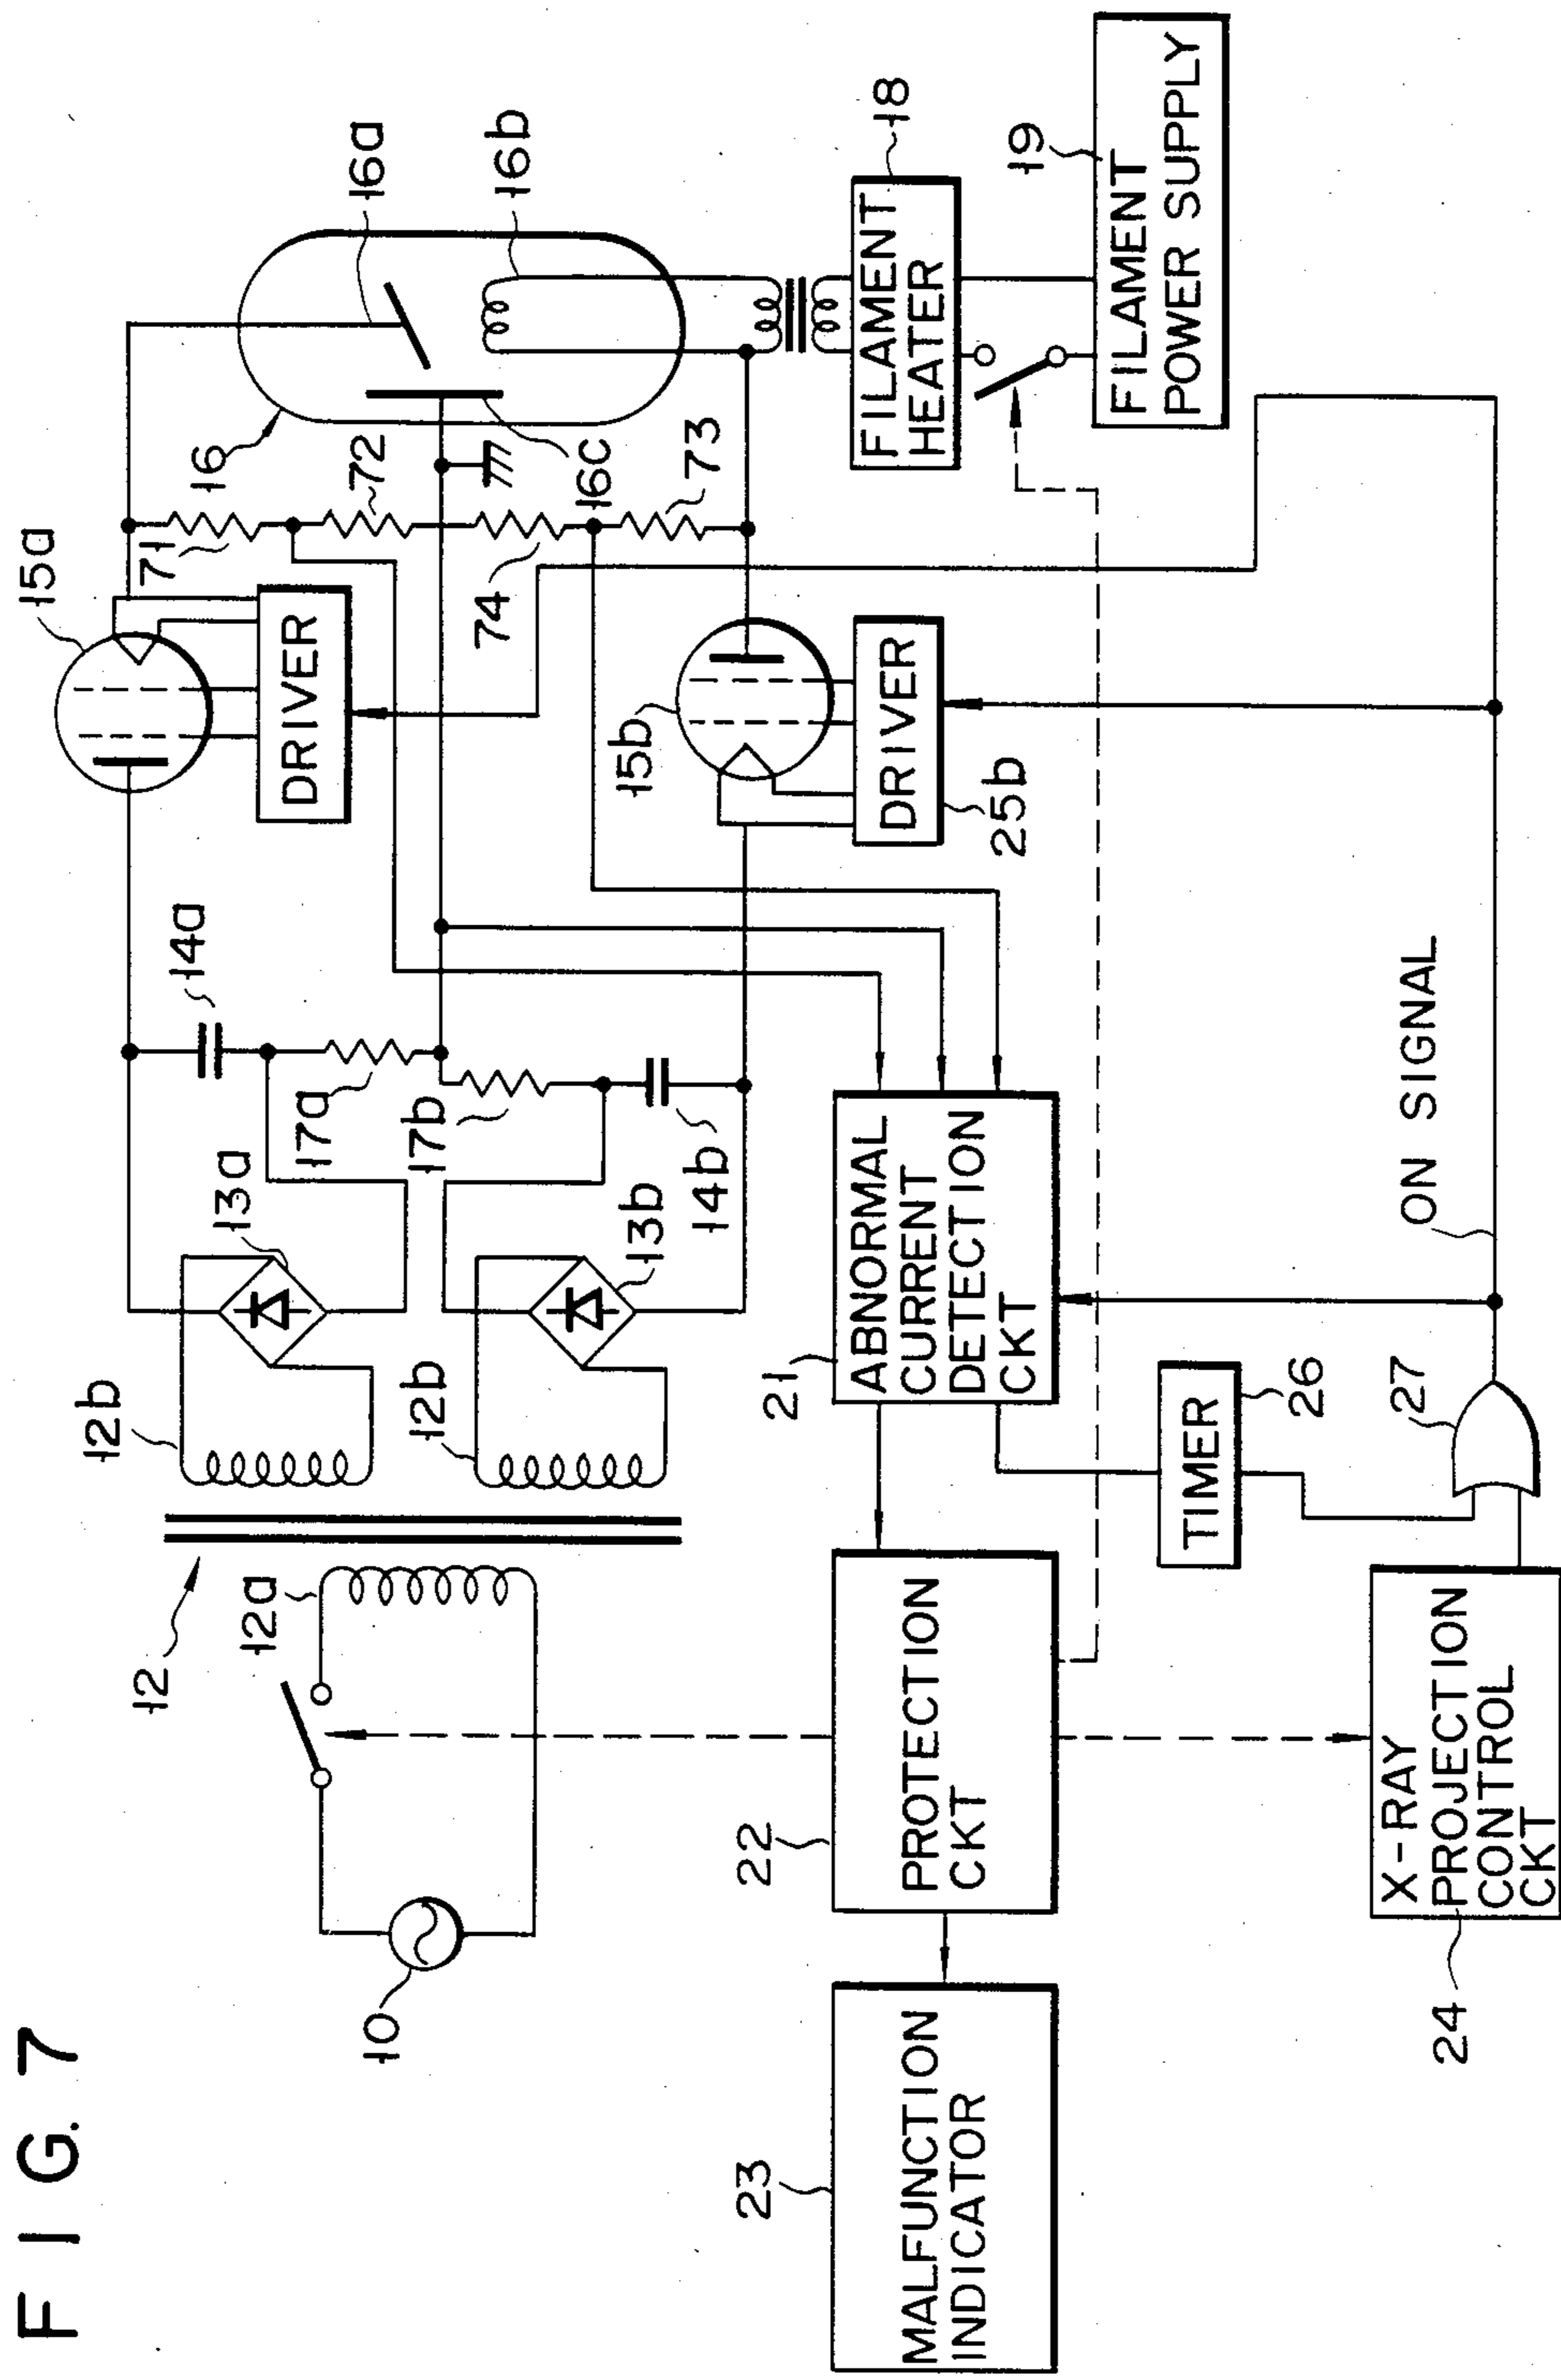 FIG. 7
10
12
12a
12b
12b
13a
13b
14a
14b
17a
17b
15a
15b
DRIVER
DRIVER
25b
71
72
74
73
16
16a
16b
16c
FILAMENT
HEATER
18
FILAMENT
POWER SUPPLY
19
ABNORMAL
CURRENT
DETECTION
CKT
21
PROTECTION
CKT
22
MALFUNCTION
INDICATOR
23
TIMER
26
27
ON SIGNAL
X-RAY
PROJECTION
CONTROL
CKT
24